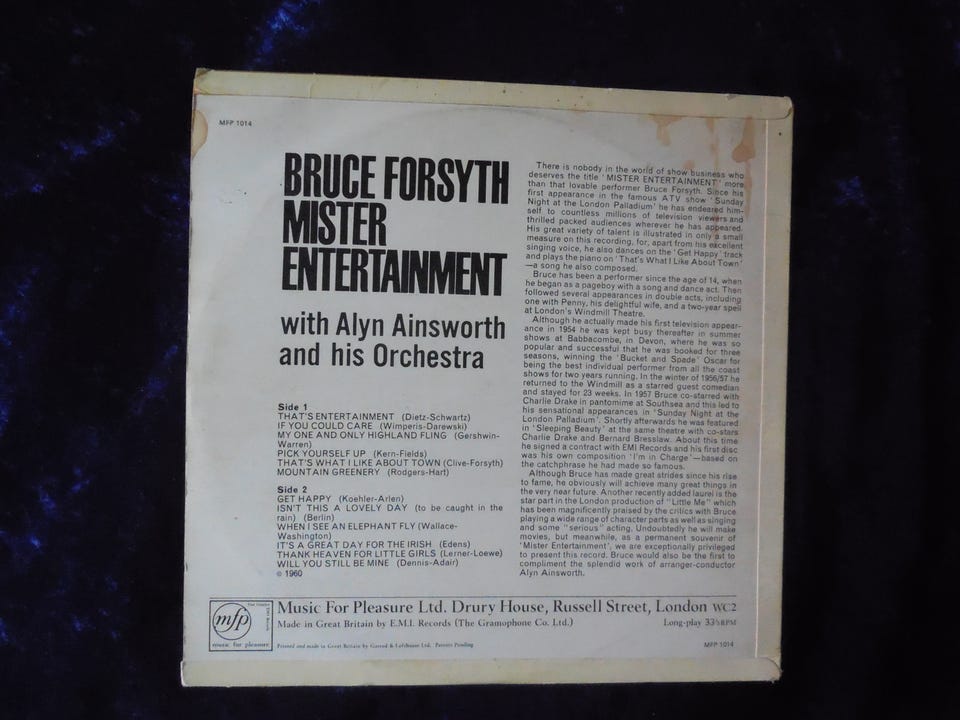 MFP 1014
BRUCE FORSYTH
MISTER
ENTERTAINMENT
with Alyn Ainsworth
and his Orchestra
Side 1
THAT'S ENTERTAINMENT (Dietz-Schwartz)
IF YOU COULD CARE (Wimperis-Darewski)
MY ONE AND ONLY HIGHLAND FLING (Gershwin-
Warren)
PICK YOURSELF UP (Kern-Fields)
THAT'S WHAT I LIKE ABOUT TOWN (Clive-Forsyth)
MOUNTAIN GREENERY (Rodgers-Hart)
Side 2
GET HAPPY (Koehler-Arlen)
ISN'T THIS A LOVELY DAY (to be caught in the
rain) (Berlin)
WHEN I SEE AN ELEPHANT FLY (Wallace-
Washington)
IT'S A GREAT DAY FOR THE IRISH (Edens)
THANK HEAVEN FOR LITTLE GIRLS (Lerner-Loewe)
WILL YOU STILL BE MINE (Dennis-Adair)
© 1960
There is nobody in the world of show business who
deserves the title 'MISTER ENTERTAINMENT' more
than that lovable performer Bruce Forsyth. Since his
first appearance in the famous ATV show 'Sunday
Night at the London Palladium' he has endeared him-
self to countless millions of television viewers and
thrilled packed audiences wherever he has appeared.
His great variety of talent is illustrated in only a small
measure on this recording, for, apart from his excellent
singing voice, he also dances on the 'Get Happy' track
and plays the piano on 'That's What I Like About Town'
—a song he also composed.
Bruce has been a performer since the age of 14, when
he began as a pageboy with a song and dance act. Then
followed several appearances in double acts, including
one with Penny, his delightful wife, and a two-year spell
at London's Windmill Theatre.
Although he actually made his first television appear-
ance in 1954 he was kept busy thereafter in summer
shows at Babbacombe, in Devon, where he was so
popular and successful that he was booked for three
seasons, winning the 'Bucket and Spade' Oscar for
being the best individual performer from all the coast
shows for two years running. In the winter of 1956/57 he
returned to the Windmill as a starred guest comedian
and stayed for 23 weeks. In 1957 Bruce co-starred with
Charlie Drake in pantomime at Southsea and this led to
his sensational appearances in 'Sunday Night at the
London Palladium'. Shortly afterwards he was featured
in 'Sleeping Beauty' at the same theatre with co-stars
Charlie Drake and Bernard Bresslaw. About this time
he signed a contract with EMI Records and his first disc
was his own composition 'I'm in Charge'—based on
the catchphrase he had made so famous.
Although Bruce has made great strides since his rise
to fame, he obviously will achieve many great things in
the very near future. Another recently added laurel is the
star part in the London production of "Little Me" which
has been magnificently praised by the critics with Bruce
playing a wide range of character parts as well as singing
and some "serious" acting. Undoubtedly he will make
movies, but meanwhile, as a permanent souvenir of
'Mister Entertainment', we are exceptionally privileged
to present this record. Bruce would also be the first to
compliment the splendid work of arranger-conductor
Alyn Ainsworth.
mfp
music for pleasure
Music For Pleasure Ltd. Drury House, Russell Street, London WC2
Made in Great Britain by E.M.I. Records (The Gramophone Co. Ltd.)
Long-play 33⅓ RPM
Printed and made in Great Britain by Garrod & Lofthouse Ltd. Patents Pending
MFP 1014